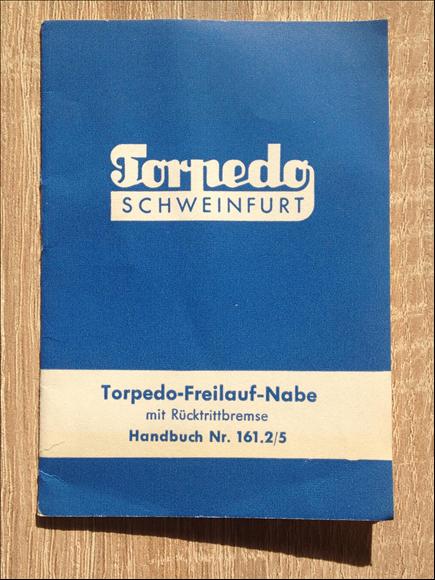 Torpedo
SCHWEINFURT
Torpedo-Freilauf-Nabe
mit Rücktrittbremse
Handbuch Nr. 161.2/5